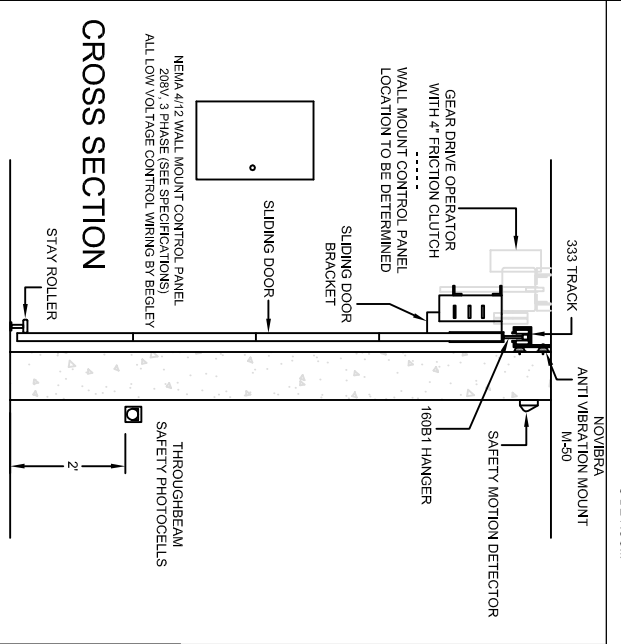 NOVIBRA
ANTI VIBRATION MOUNT
M-50
333 TRACK
GEAR DRIVE OPERATOR
WITH 4" FRICTION CLUTCH
WALL MOUNT CONTROL PANEL
LOCATION TO BE DETERMINED
SLIDING DOOR
BRACKET
SLIDING DOOR
NEMA 4/12 WALL MOUNT CONTROL PANEL
208V, 3 PHASE (SEE SPECIFICATIONS)
ALL LOW VOLTAGE CONTROL WIRING BY BEGLEY
CROSS SECTION
STAY ROLLER
160B1 HANGER
SAFETY MOTION DETECTOR
THROUGHBEAM
SAFETY PHOTOCELLS
2'